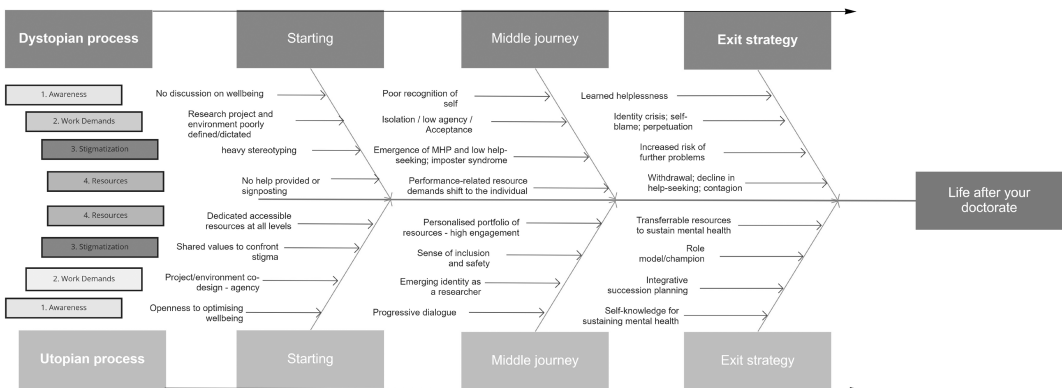 Dystopian process
Starting
Middle journey
Exit strategy
1. Awareness
2. Work Demands
3. Stigmatization
4. Resources
4. Resources
3. Stigmatization
2. Work Demands
1. Awareness
No discussion on wellbeing
Research project and
environment poorly
defined/dictated
heavy stereotyping
No help provided or
signposting
Poor recognition of
self
Isolation / low agency /
Acceptance
Emergence of MHP and low help-
seeking; imposter syndrome
Performance-related resource
demands shift to the individual
Learned helplessness
Identity crisis; self-
blame; perpetuation
Increased risk of
further problems
Withdrawal; decline in
help-seeking; contagion
Life after your
doctorate
Dedicated accessible
resources at all levels
Shared values to confront
stigma
Project/environment co-
design - agency
Openness to optimising
wellbeing
Personalised portfolio of
resources - high engagement
Sense of inclusion
and safety
Emerging identity as
a researcher
Progressive dialogue
Transferrable resources
to sustain mental health
Role
model/champion
Integrative
succession planning
Self-knowledge for
sustaining mental health
Utopian process
Starting
Middle journey
Exit strategy